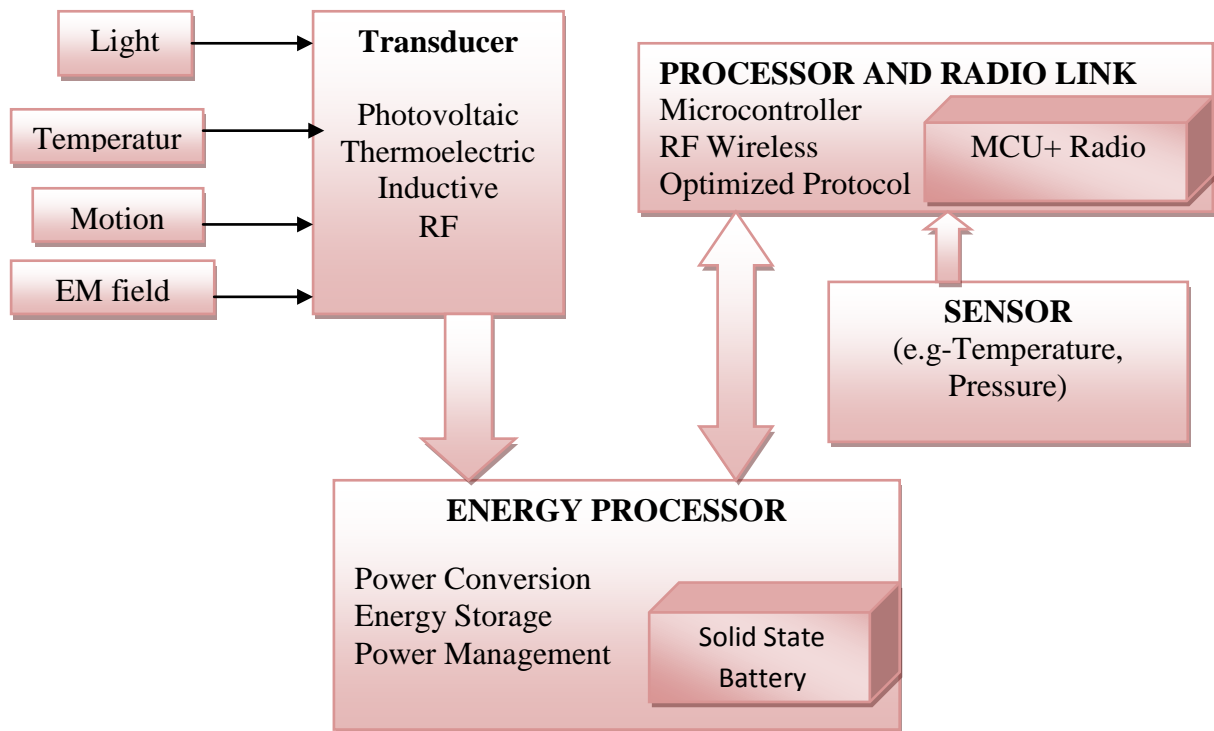 Light
Temperatur
Motion
EM field
Transducer
Photovoltaic
Thermoelectric
Inductive
RF
PROCESSOR AND RADIO LINK
Microcontroller
RF Wireless
Optimized Protocol
MCU+ Radio
SENSOR
(e.g-Temperature,
Pressure)
ENERGY PROCESSOR
Power Conversion
Energy Storage
Power Management
Solid State
Battery